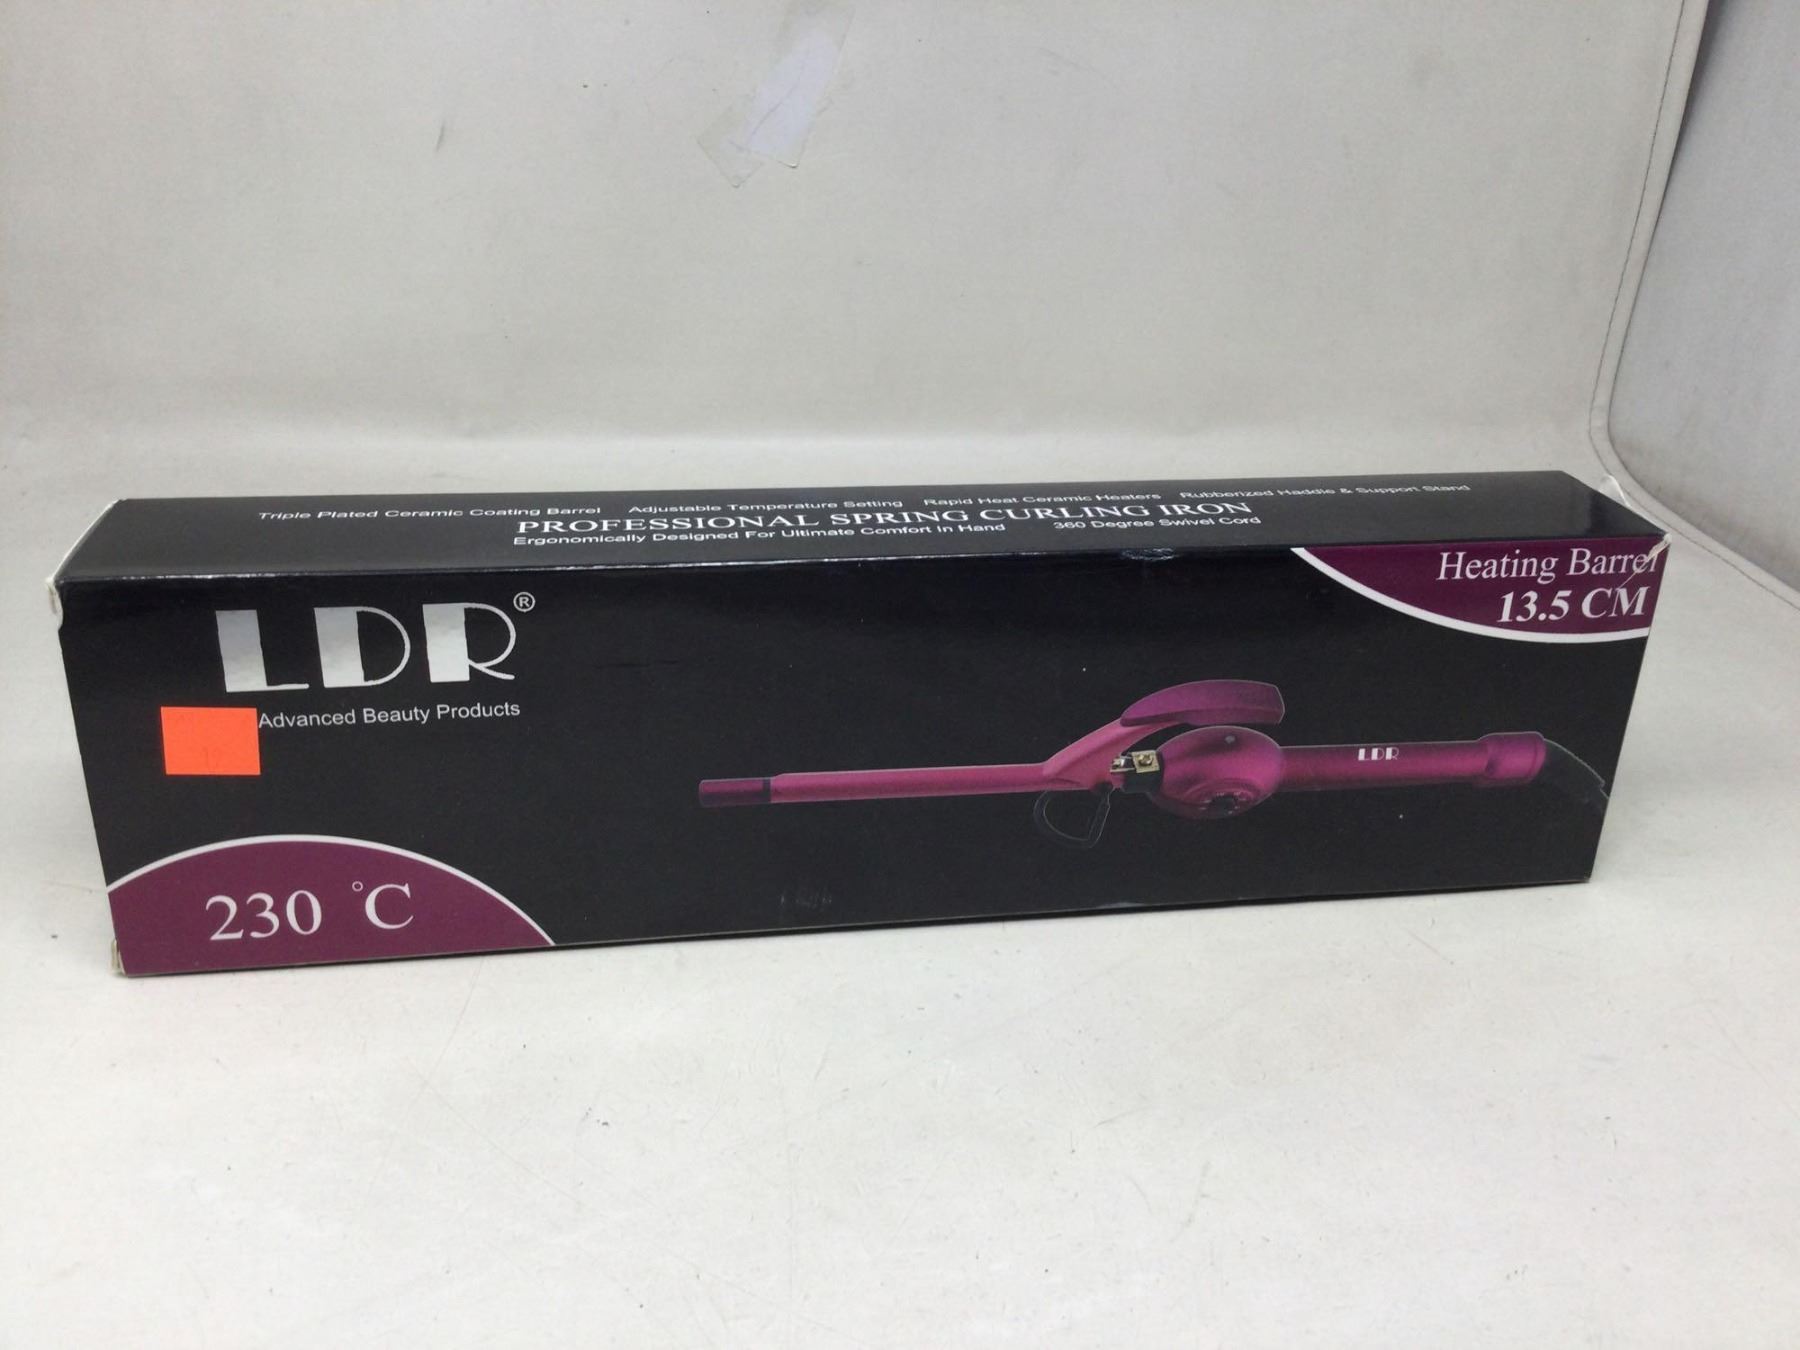 Triple Plated Ceramic Coating Barrel Adjustable Temperature Setting Rapid Heat Ceramic Heaters Rubberized Haddle & Support Stand
PROFESSIONAL SPRING CURLING IRON
Ergonomically Designed For Ultimate Comfort In Hand 360 Degree Swivel Cord
Heating Barrel
13.5 CM
LDR®
Advanced Beauty Products
LDR
230 °C